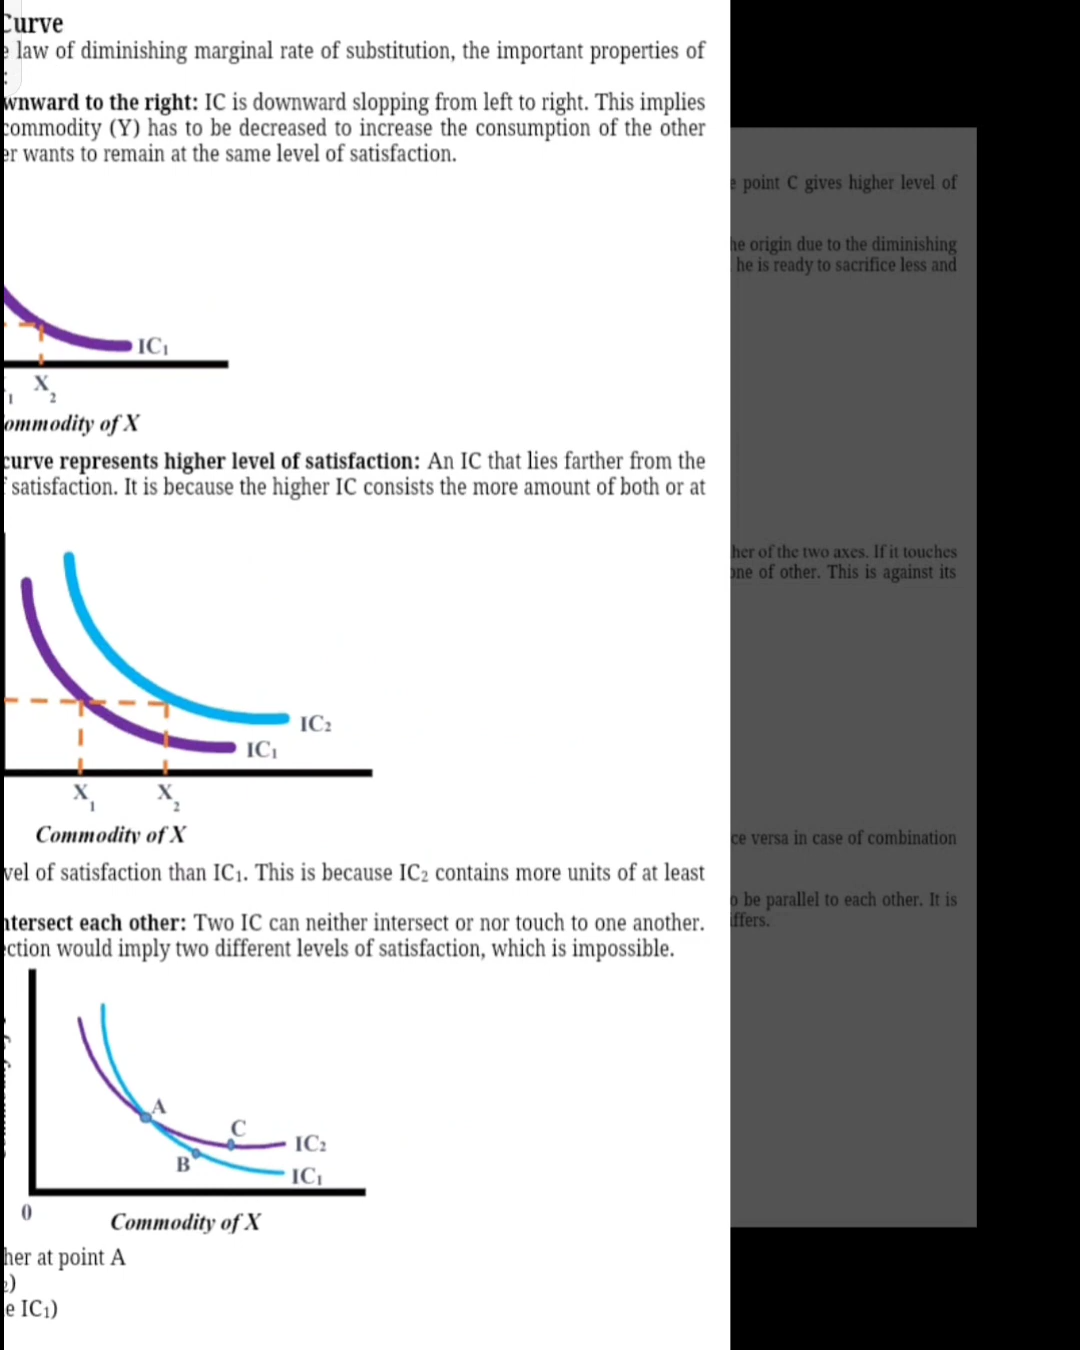 Curve
law of diminishing marginal rate of substitution, the important properties of
:
wnward to the right: IC is downward slopping from left to right. This implies
commodity (Y) has to be decreased to increase the consumption of the other
er wants to remain at the same level of satisfaction.
IC₁
1 X₂
ommodity of X
curve represents higher level of satisfaction: An IC that lies farther from the
satisfaction. It is because the higher IC consists the more amount of both or at
IC₂
IC₁
X₁ X₂
Commodity of X
vel of satisfaction than IC₁. This is because IC₂ contains more units of at least
ntersect each other: Two IC can neither intersect or nor touch to one another.
ction would imply two different levels of satisfaction, which is impossible.
A
C
IC₂
B
IC₁
0
Commodity of X
her at point A
₂)
e IC₁)
e point C gives higher level of
he origin due to the diminishing
he is ready to sacrifice less and
her of the two axes. If it touches
one of other. This is against its
ce versa in case of combination
o be parallel to each other. It is
iffers.